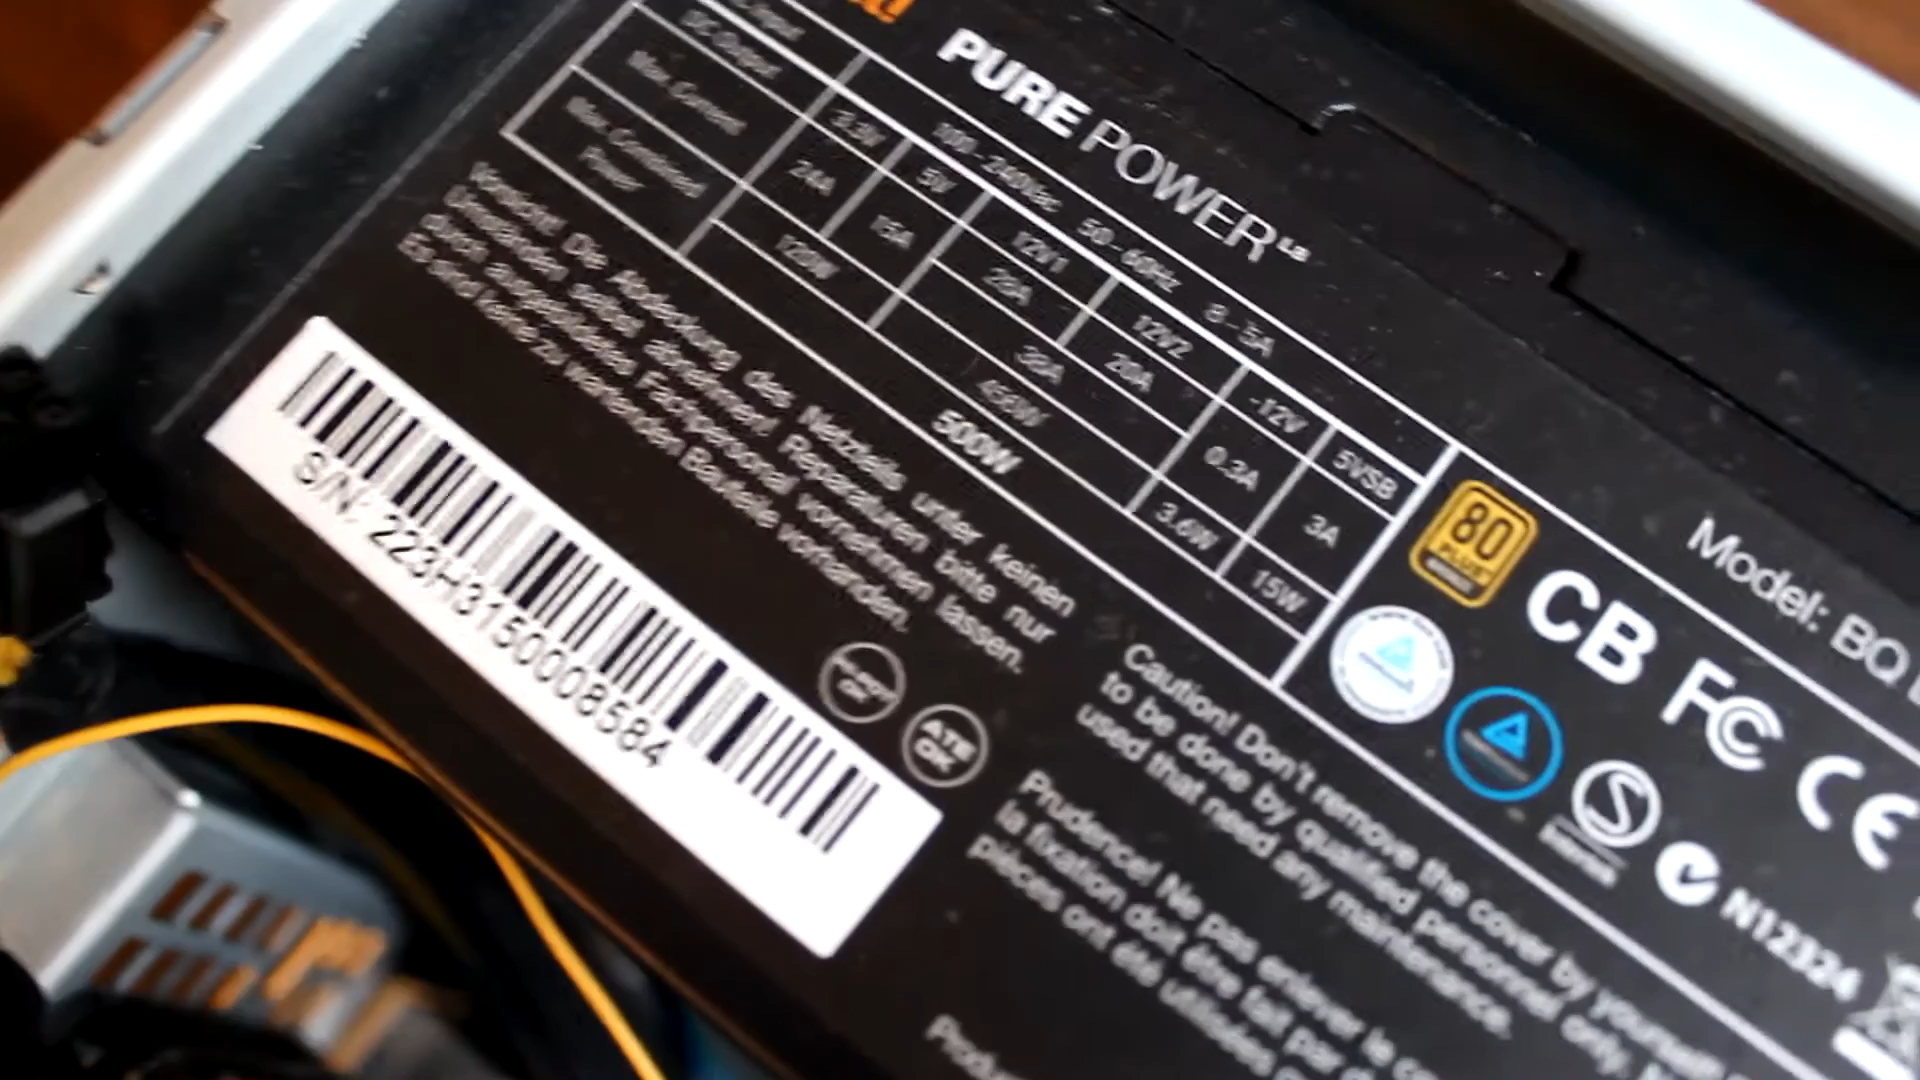 PURE POWER L8
DC Output 3.3V 5V 12V1 12V2 -12V 5VSB
100 - 240Vac 50 - 60Hz 8 - 5A
Max. Current 24A 15A 28A 20A 0.3A 3A
38A
Max. Combined Power 120W 456W 3.6W 15W
500W
Vorsicht! Die Abdeckung des Netzteils unter keinen
Umständen selbst abnehmen! Reparaturen bitte nur
durch ausgebildetes Fachpersonal vornehmen lassen.
Es sind keine zu wartenden Bauteile vorhanden.
S/N: 223H3150008584
ATE
OK
80
PLUS
CB FC CE
Model: BQ
N12324
Caution! Don't remove the cover by yourself
to be done by qualified personnel only.
used that need any maintenance.
Prudence! Ne pas enlever le
la fixation doit être fait par
pièces ont été utilisées